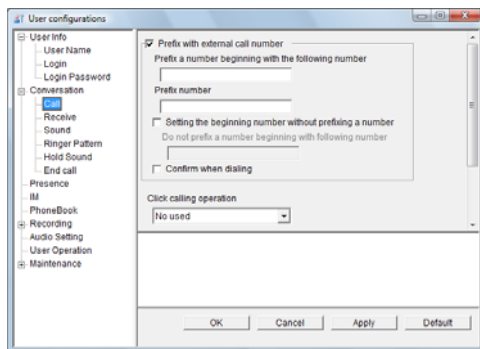 User configurations
User Info
User Name
Login
Login Password
Conversation
Call
Receive
Sound
Ringer Pattern
Hold Sound
End call
Presence
IM
PhoneBook
Recording
Audio Setting
User Operation
Maintenance
Prefix with external call number
Prefix a number beginning with the following number
Prefix number
Setting the beginning number without prefixing a number
Do not prefix a number beginning with following number
Confirm when dialing
Click calling operation
No used
OK Cancel Apply Default